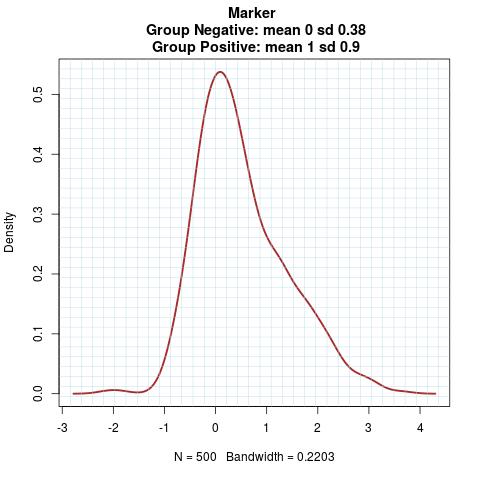 Marker
Group Negative: mean 0 sd 0.38
Group Positive: mean 1 sd 0.9
Density
0.5
0.4
0.3
0.2
0.1
0.0
-3 -2 -1 0 1 2 3 4
N = 500 Bandwidth = 0.2203